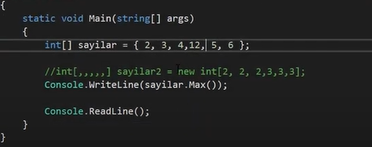 {
static void Main(string[] args)
{
int[] sayilar = { 2, 3, 4,12, 5, 6 };
//int[,,,,,] sayilar2 = new int[2, 2, 2,3,3,3];
Console.WriteLine(sayilar.Max());
Console.ReadLine();
}
}